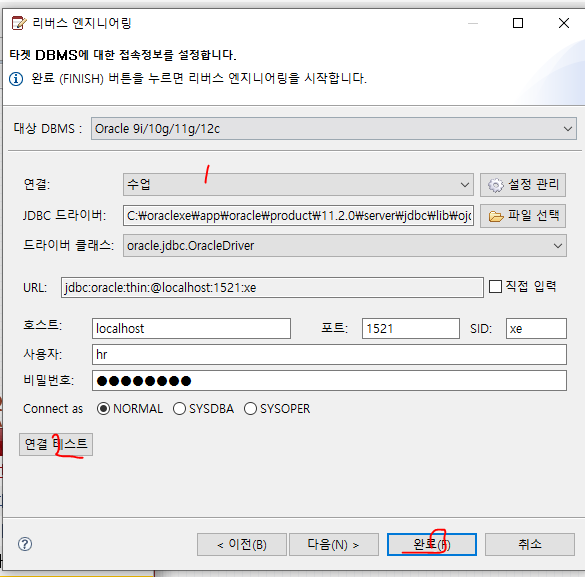 리버스 엔지니어링
타켓 DBMS에 대한 접속정보를 설정합니다.
완료 (FINISH) 버튼을 누르면 리버스 엔지니어링을 시작합니다.
대상 DBMS : Oracle 9i/10g/11g/12c
1
연결: 수업 설정 관리
JDBC 드라이버: C:₩oraclexe₩app₩oracle₩product₩11.2.0₩server₩jdbc₩lib₩ojc 파일 선택
드라이버 클래스: oracle.jdbc.OracleDriver
URL: jdbc:oracle:thin:@localhost:1521:xe 직접 입력
호스트: localhost 포트: 1521 SID: xe
사용자: hr
비밀번호: ●●●●●●●●
Connect as NORMAL SYSDBA SYSOPER
연결 테스트
2
< 이전(B) 다음(N) > 완료(F) 취소